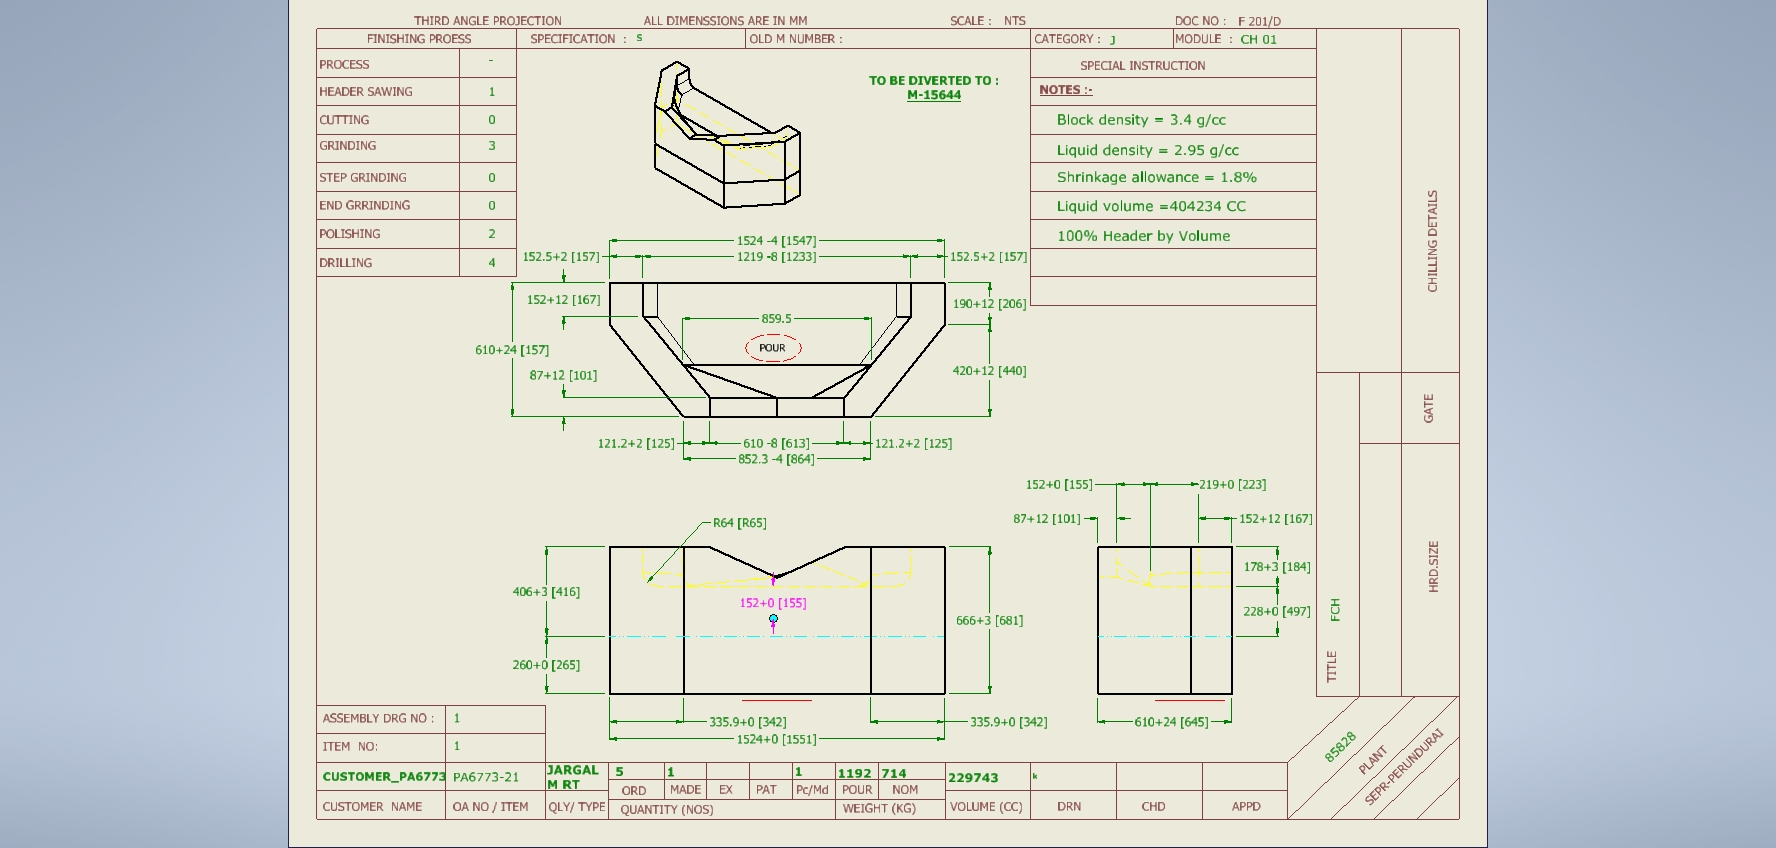 THIRD ANGLE PROJECTION ALL DIMENSSIONS ARE IN MM SCALE : NTS DOC NO : F 201/D
FINISHING PROESS SPECIFICATION : S OLD M NUMBER : CATEGORY : J MODULE : CH 01
PROCESS -
HEADER SAWING 1
CUTTING 0
GRINDING 3
STEP GRINDING 0
END GRRINDING 0
POLISHING 2
DRILLING 4
TO BE DIVERTED TO :
M-15644
SPECIAL INSTRUCTION
NOTES :-
Block density = 3.4 g/cc
Liquid density = 2.95 g/cc
Shrinkage allowance = 1.8%
Liquid volume =404234 CC
100% Header by Volume
CHILLING DETAILS
GATE
HRD.SIZE
TITLE FCH
1524 -4 [1547]
152.5+2 [157] 1219 -8 [1233] 152.5+2 [157]
152+12 [167] 190+12 [206]
859.5
POUR
610+24 [157]
87+12 [101] 420+12 [440]
121.2+2 [125] 610 -8 [613] 121.2+2 [125]
852.3 -4 [864]
152+0 [155] 219+0 [223]
87+12 [101] 152+12 [167]
R64 [R65]
406+3 [416] 178+3 [184]
152+0 [155] 228+0 [497]
666+3 [681]
260+0 [265]
335.9+0 [342] 335.9+0 [342] 610+24 [645]
1524+0 [1551]
85828
PLANT
SEPR-PERUNDURAI
ASSEMBLY DRG NO : 1
ITEM NO: 1
CUSTOMER_PA6773 PA6773-21 JARGAL M RT 5 1 1 1192 714 229743 k
ORD MADE EX PAT Pc/Md POUR NOM
CUSTOMER NAME OA NO / ITEM QLY/ TYPE QUANTITY (NOS) WEIGHT (KG) VOLUME (CC) DRN CHD APPD